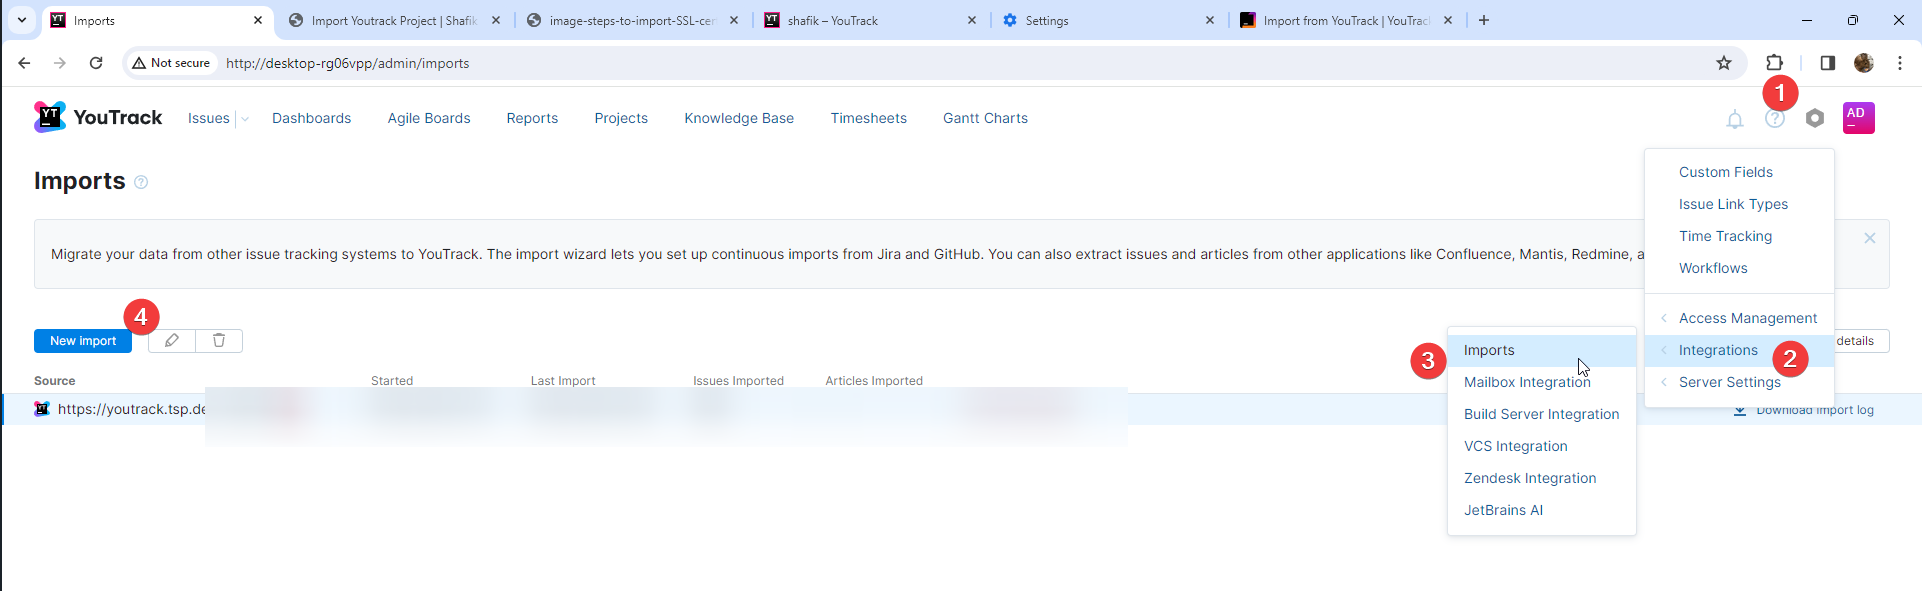 Imports
Import Youtrack Project | Shafik
image-steps-to-import-SSL-cer
shafik – YouTrack
Settings
Import from YouTrack | YouTrac
Not secure
http://desktop-rg06vpp/admin/imports
1
YT
YouTrack
Issues
Dashboards
Agile Boards
Reports
Projects
Knowledge Base
Timesheets
Gantt Charts
AD
Imports
Custom Fields
Issue Link Types
Time Tracking
Workflows
Migrate your data from other issue tracking systems to YouTrack. The import wizard lets you set up continuous imports from Jira and GitHub. You can also extract issues and articles from other applications like Confluence, Mantis, Redmine, a
4
New import
Access Management
Integrations
2
details
Server Settings
3
Imports
Mailbox Integration
Build Server Integration
VCS Integration
Zendesk Integration
JetBrains AI
Source
Started
Last Import
Issues Imported
Articles Imported
https://youtrack.tsp.de
Download import log